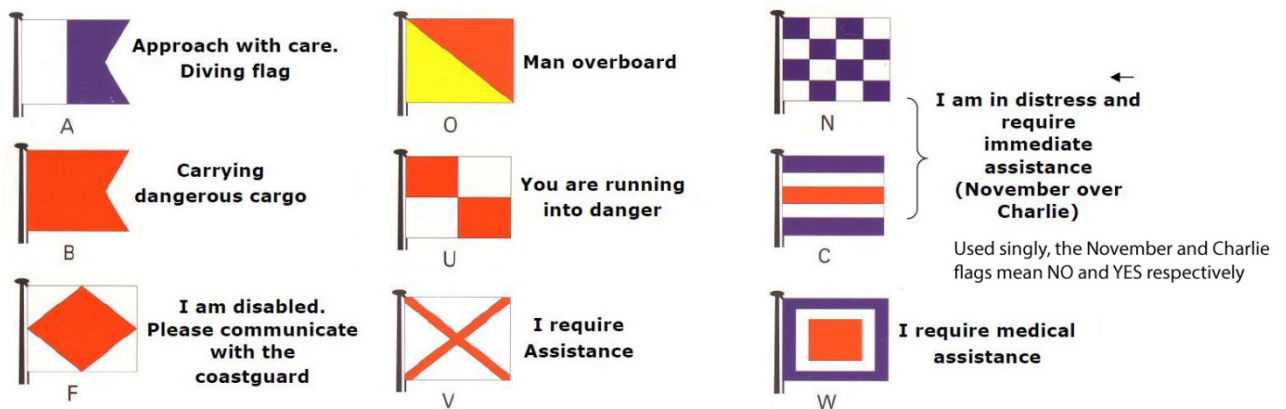 Approach with care.
Diving flag
A
Man overboard
O
N
I am in distress and
require
immediate
assistance
(November over
Charlie)
Carrying
dangerous cargo
B
You are running
into danger
U
C
Used singly, the November and Charlie
flags mean NO and YES respectively
I am disabled.
Please communicate
with the
coastguard
F
I require
Assistance
V
I require medical
assistance
W